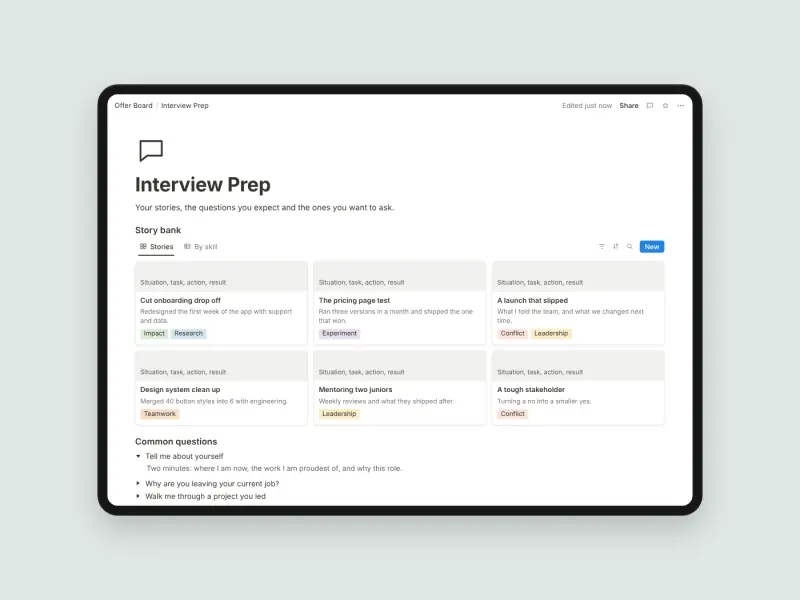 Offer Board / Interview Prep
Edited just now Share
Interview Prep
Your stories, the questions you expect and the ones you want to ask.
Story bank
Stories By skill
New
Situation, task, action, result
Cut onboarding drop off
Redesigned the first week of the app with support
and data.
Impact Research
Situation, task, action, result
The pricing page test
Ran three versions in a month and shipped the one
that won.
Experiment
Situation, task, action, result
A launch that slipped
What I told the team, and what we changed next
time.
Conflict Leadership
Situation, task, action, result
Design system clean up
Merged 40 button styles into 6 with engineering.
Teamwork
Situation, task, action, result
Mentoring two juniors
Weekly reviews and what they shipped after.
Leadership
Situation, task, action, result
A tough stakeholder
Turning a no into a smaller yes.
Conflict
Common questions
Tell me about yourself
Two minutes: where I am now, the work I am proudest of, and why this role.
Why are you leaving your current job?
Walk me through a project you led